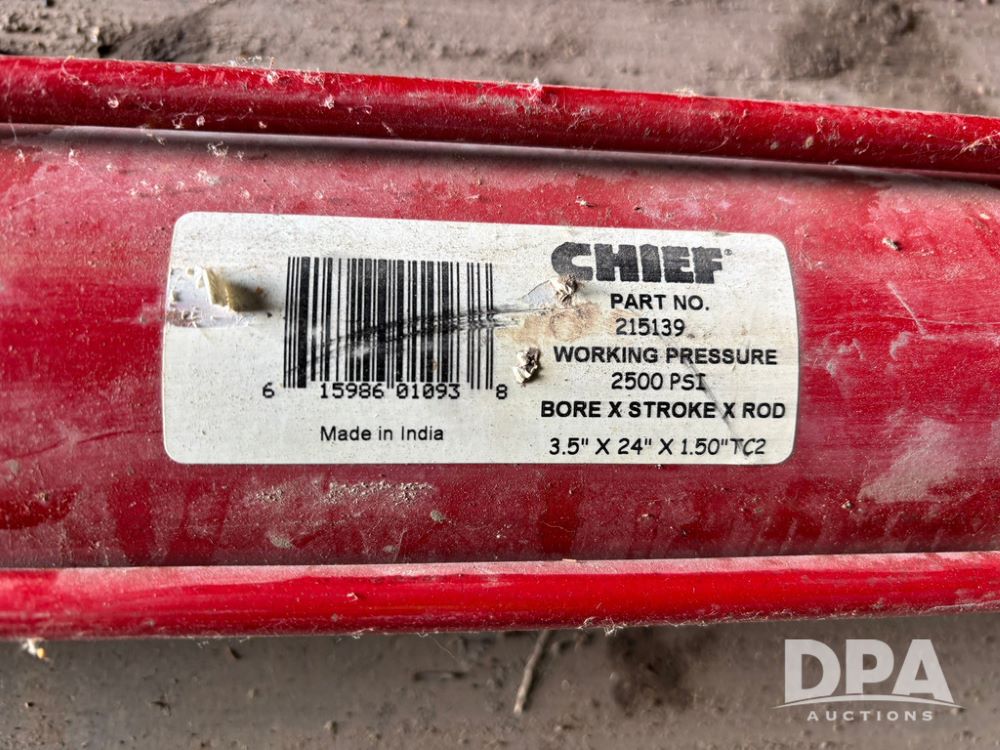 CHIEF®
PART NO.
215139
WORKING PRESSURE
2500 PSI
BORE X STROKE X ROD
3.5" X 24" X 1.50"TC2
6 15986 01093 8
Made in India
DPA
AUCTIONS